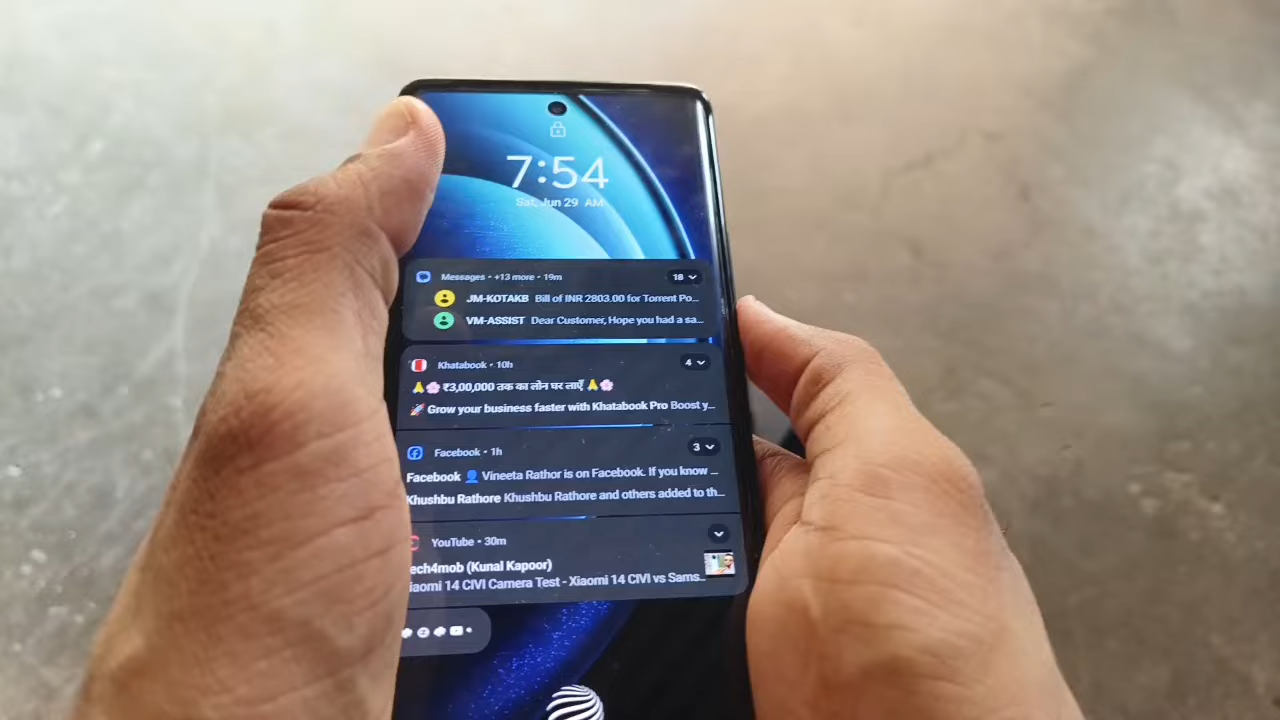 7:54
Sat, Jun 29 AM
Messages • +13 more • 19m
18
JM-KOTAKB Bill of INR 2803.00 for Torrent Po...
VM-ASSIST Dear Customer, Hope you had a sa...
Khatabook • 10h
4
🙏🌸 ₹3,00,000 तक का लोन घर लाएँ 🙏🌸
🚀 Grow your business faster with Khatabook Pro Boost y...
Facebook • 1h
3
Facebook 👤 Vineeta Rathor is on Facebook. If you know ...
Khushbu Rathore Khushbu Rathore and others added to th...
YouTube • 30m
ech4mob (Kunal Kapoor)
iaomi 14 CIVI Camera Test - Xiaomi 14 CIVI vs Sams...